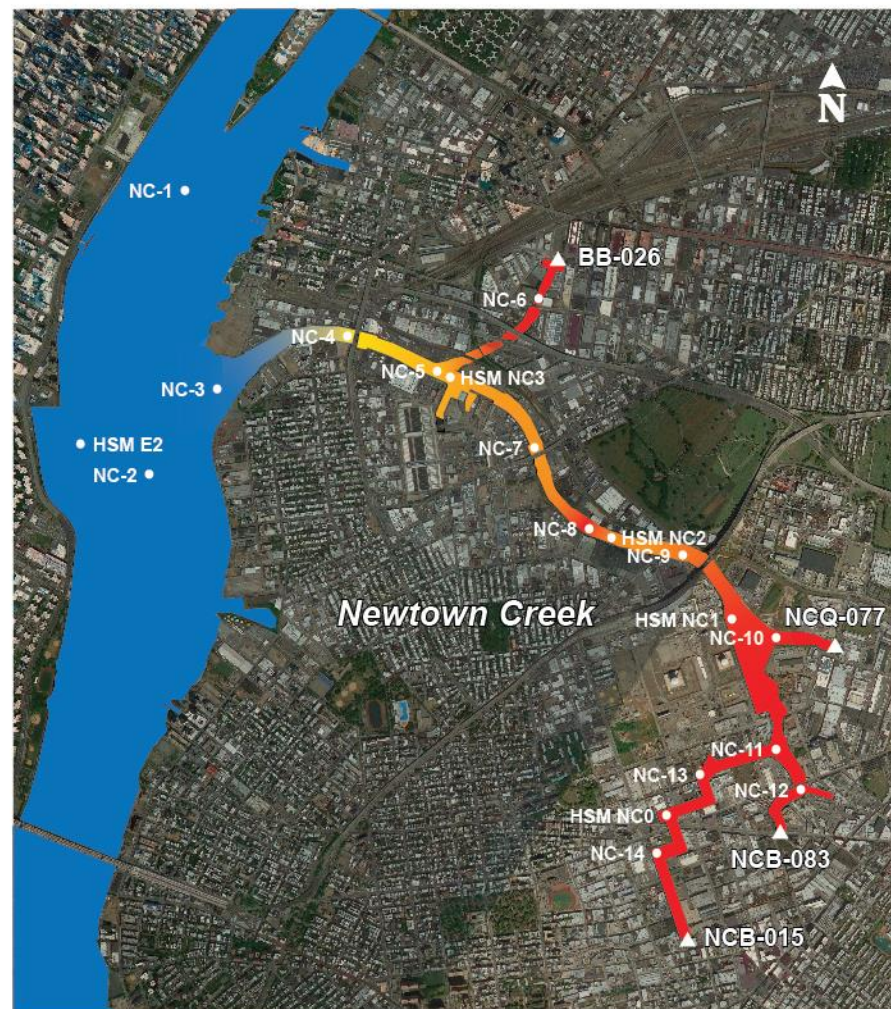 N
NC-1
BB-026
NC-6
NC-4
NC-5
HSM NC3
NC-3
HSM E2
NC-2
NC-7
NC-8
HSM NC2
NC-9
Newtown Creek
HSM NC1
NCQ-077
NC-10
NC-11
NC-13
NC-12
HSM NC0
NC-14
NCB-083
NCB-015